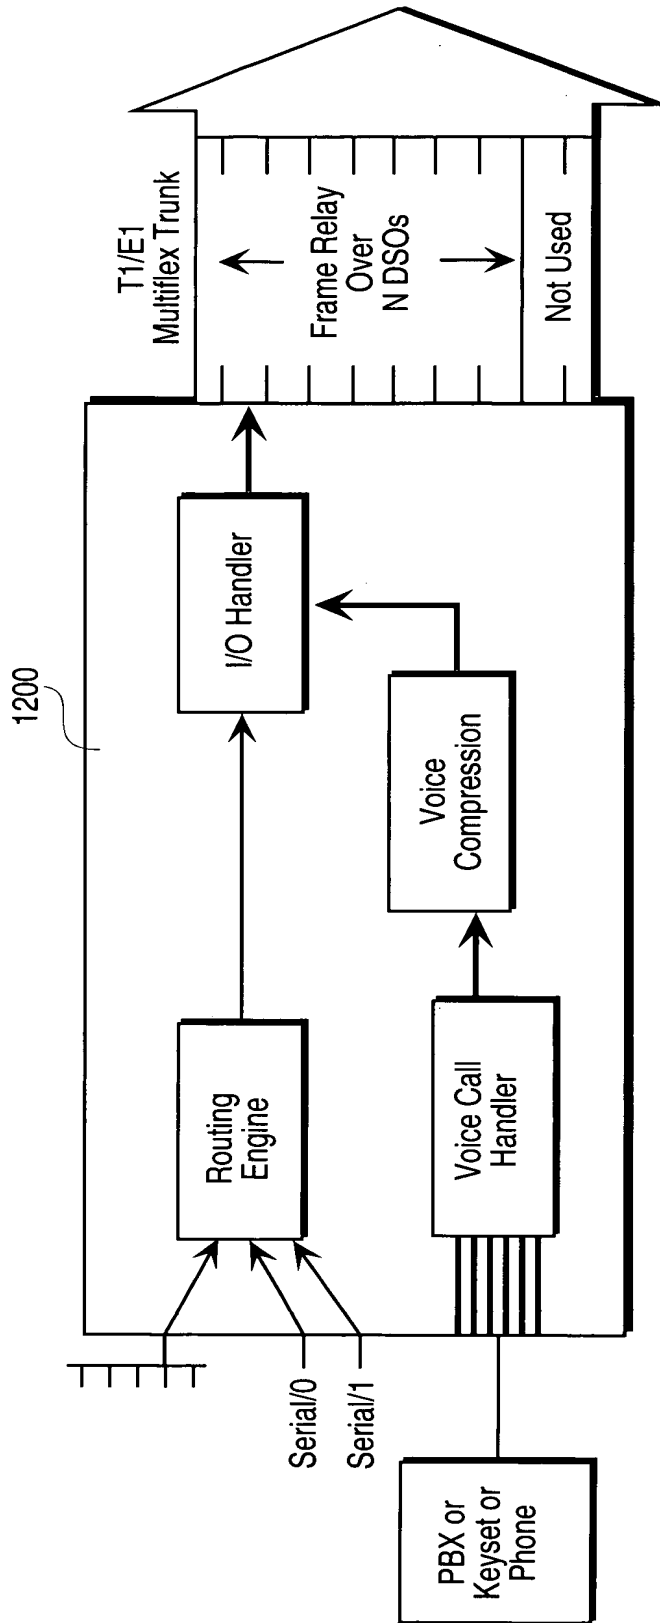 1200
T1/E1
Multiflex Trunk
Routing
Engine
I/O Handler
Frame Relay
Over
N DSOs
Serial/0
Serial/1
Voice
Compression
Voice Call
Handler
Not Used
PBX or
Keyset or
Phone